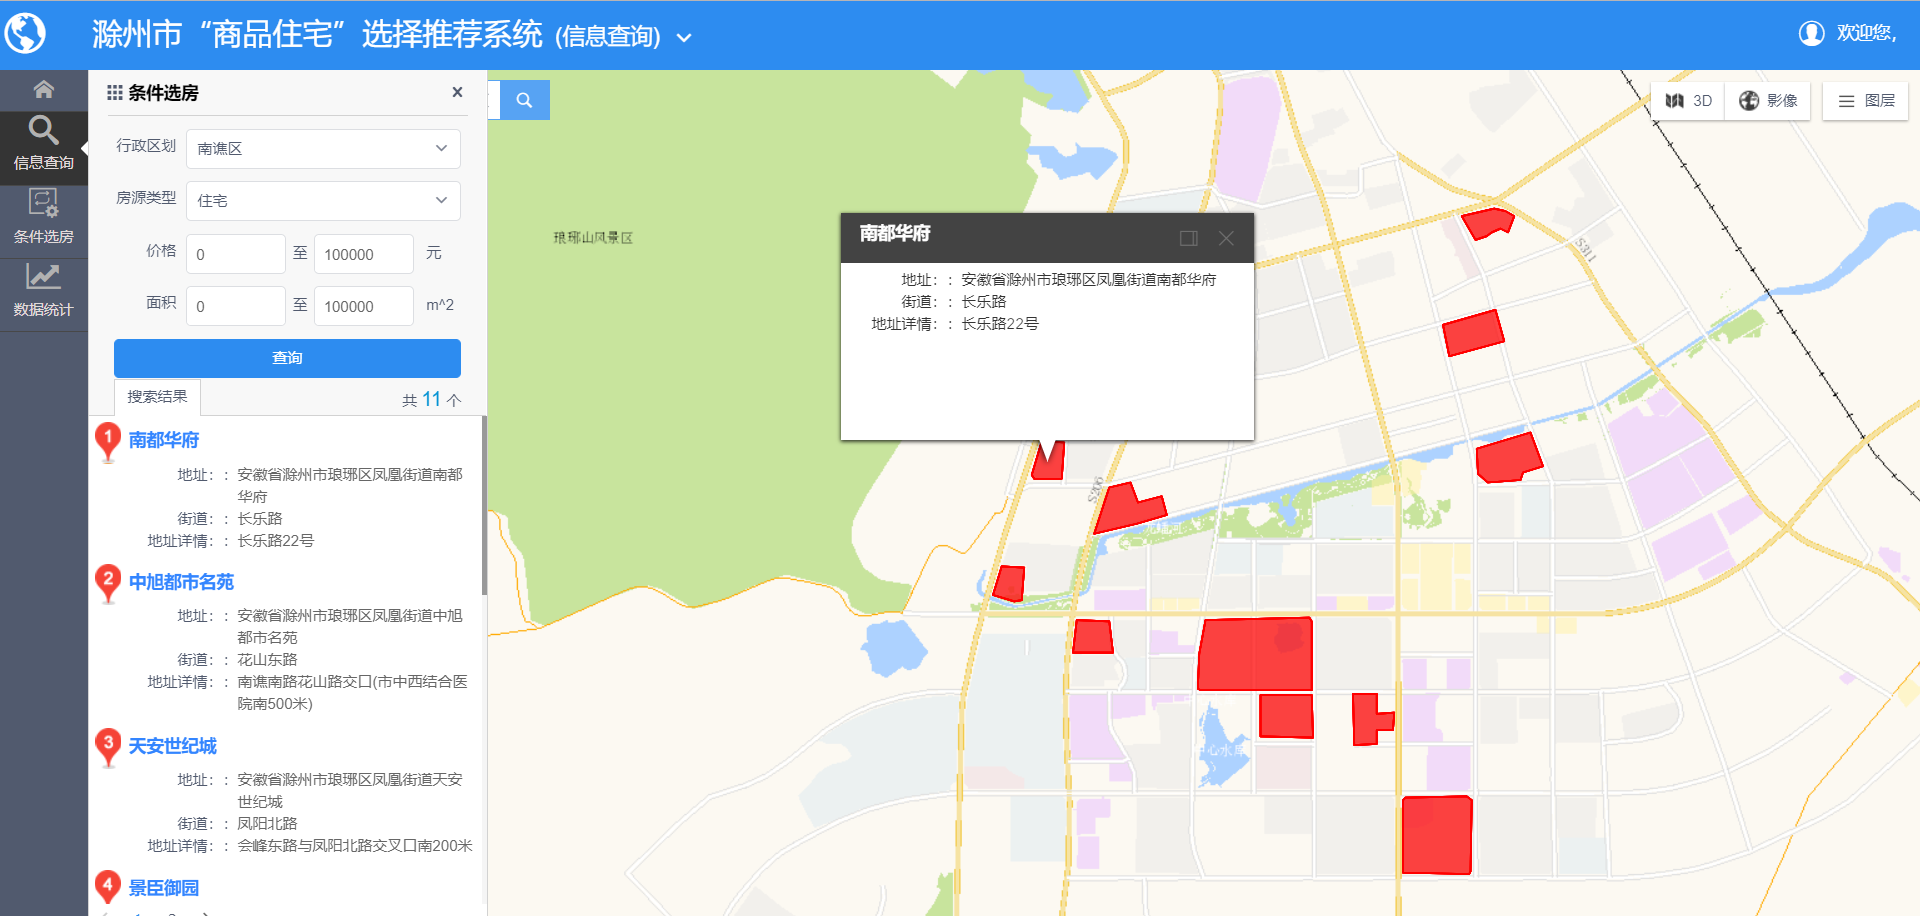 滁州市“商品住宅”选择推荐系统 (信息查询)
欢迎您,
信息查询
条件选房
数据统计
条件选房
×
行政区划
南谯区
房源类型
住宅
价格
0
至
100000
元
面积
0
至
100000
m^2
查询
搜索结果
共 11 个
1
南都华府
地址: : 安徽省滁州市琅琊区凤凰街道南都
华府
街道: : 长乐路
地址详情: : 长乐路22号
2
中旭都市名苑
地址: : 安徽省滁州市琅琊区凤凰街道中旭
都市名苑
街道: : 花山东路
地址详情: : 南谯南路花山路交口(市中西结合医
院南500米)
3
天安世纪城
地址: : 安徽省滁州市琅琊区凤凰街道天安
世纪城
街道: : 凤阳北路
地址详情: : 会峰东路与凤阳北路交叉口南200米
4
景臣御园
3D
影像
图层
琅琊山风景区
南都华府
地址: : 安徽省滁州市琅琊区凤凰街道南都华府
街道: : 长乐路
地址详情: : 长乐路22号
S311
S206
中心水库